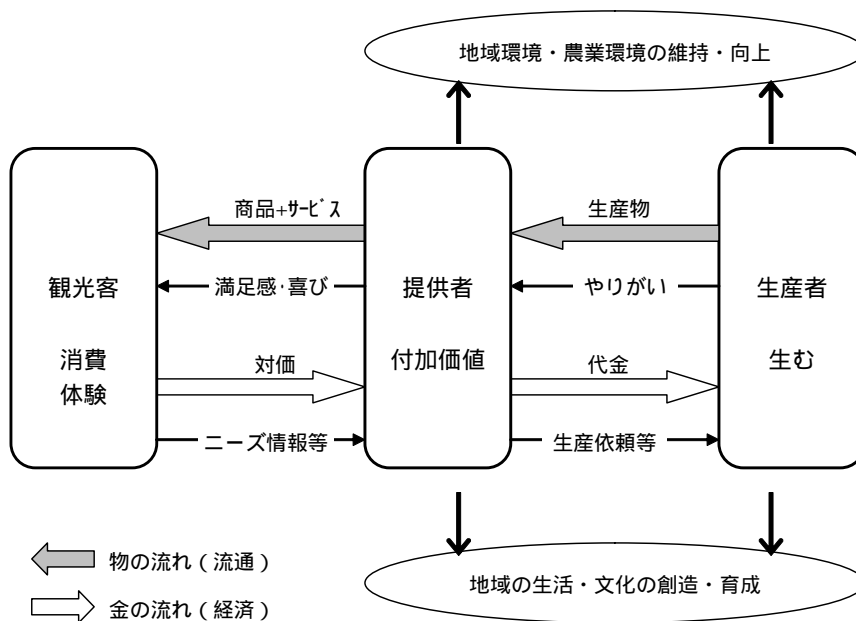 地域環境・農業環境の維持・向上
商品+ｻｰﾋﾞｽ
生産物
観光客
満足感･喜び
提供者
やりがい
生産者
消費
体験
対価
付加価値
代金
生む
ニーズ情報等
生産依頼等
物の流れ（流通）
金の流れ（経済）
地域の生活・文化の創造・育成